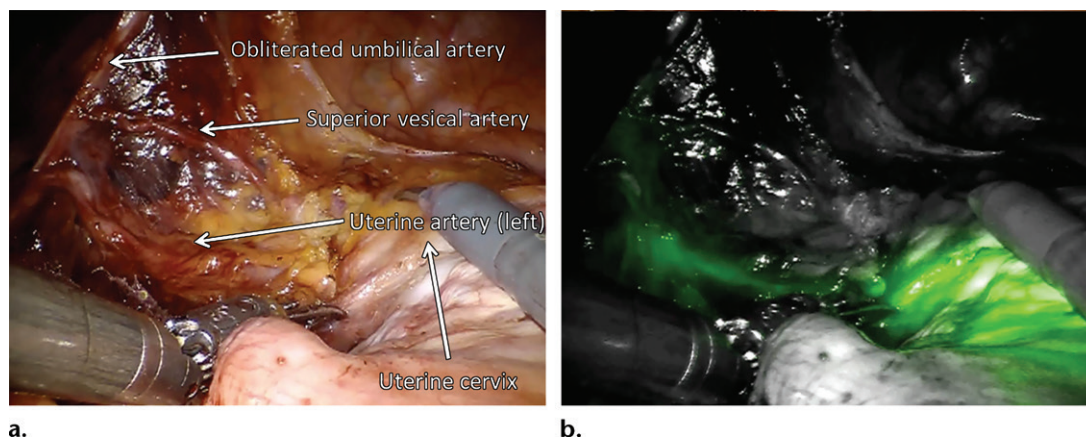 Obliterated umbilical artery
Superior vesical artery
Uterine artery (left)
Uterine cervix
a.
b.